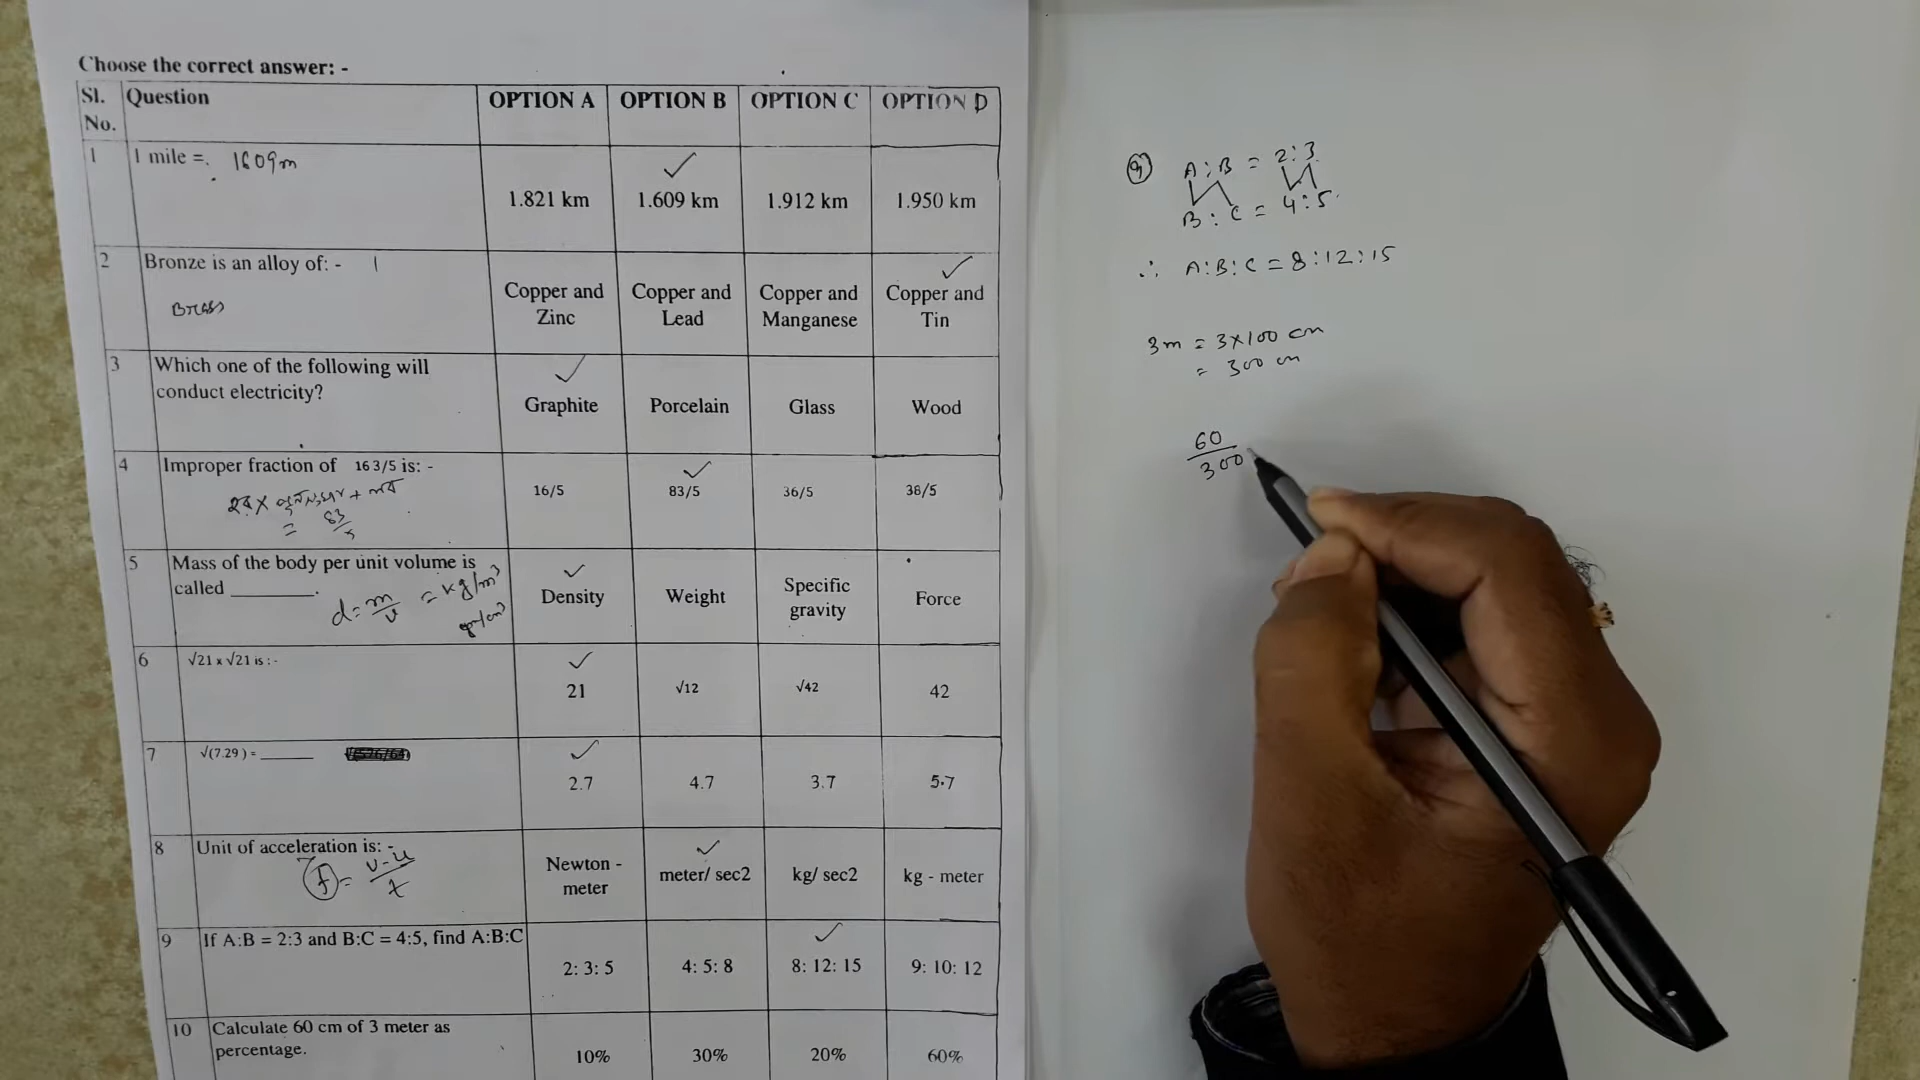 Choose the correct answer: -
Sl. No. Question OPTION A OPTION B OPTION C OPTION D
1 1 mile =. 1609m
1.821 km 1.609 km 1.912 km 1.950 km
2 Bronze is an alloy of: -
Brass
Copper and Zinc Copper and Lead Copper and Manganese Copper and Tin
3 Which one of the following will
conduct electricity?
Graphite Porcelain Glass Wood
4 Improper fraction of 16 3/5 is: -
= 83/5
16/5 83/5 36/5 38/5
5 Mass of the body per unit volume is
called ________.
d = m/v = kg/m³
gm/cm³
Density Weight Specific gravity Force
6 √21 x √21 is : -
21 √12 √42 42
7 √(7.29 ) = ______
2.7 4.7 3.7 5.7
8 Unit of acceleration is: -
f = v-u/t
Newton - meter meter/ sec2 kg/ sec2 kg - meter
9 If A:B = 2:3 and B:C = 4:5, find A:B:C
2: 3: 5 4: 5: 8 8: 12: 15 9: 10: 12
10 Calculate 60 cm of 3 meter as
percentage.
10% 30% 20% 60%
9 A:B = 2:3
B:C = 4:5
∴ A:B:C = 8:12:15
3m = 3×100 cm
= 300 cm
60
300